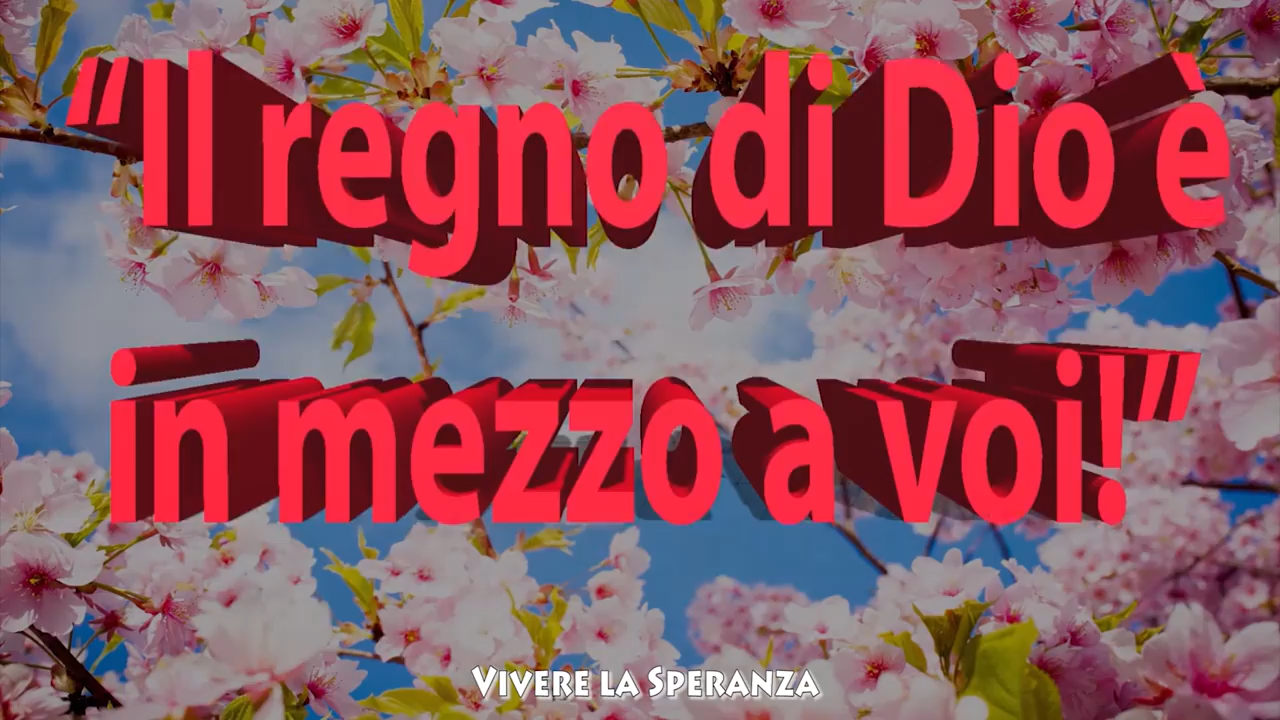 “Il regno di Dio è
in mezzo a voi!”
Vivere la Speranza